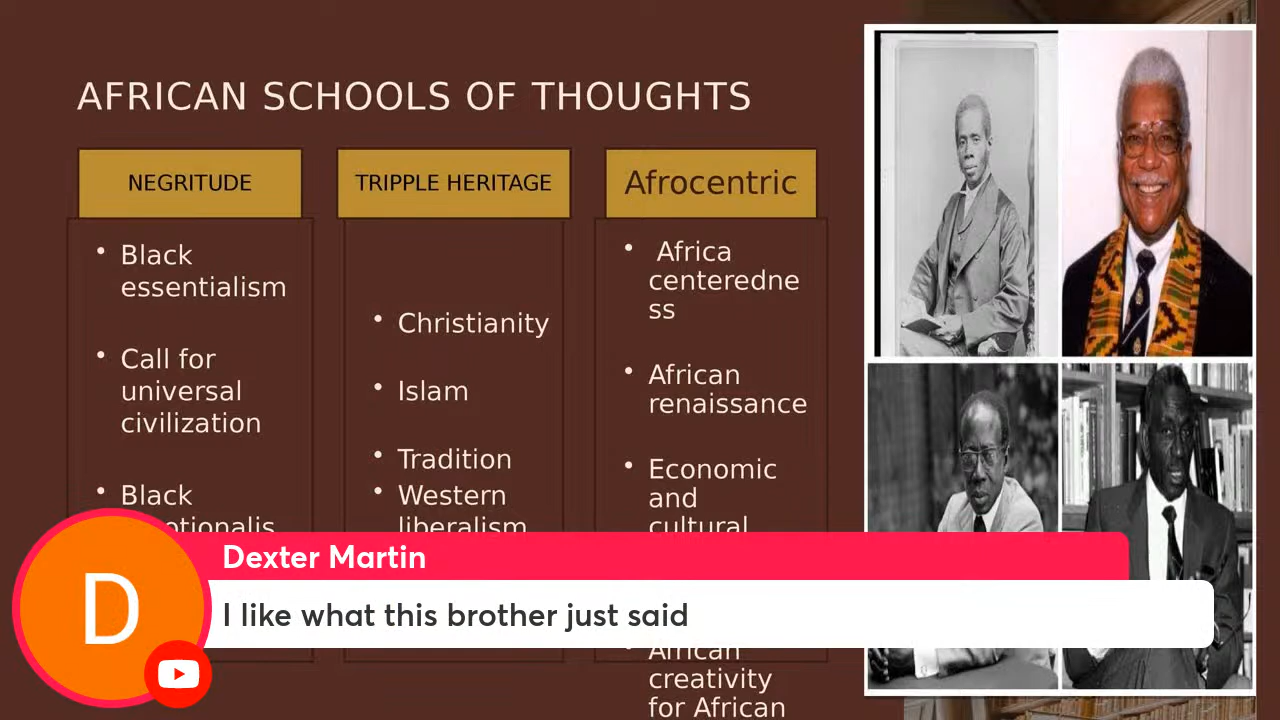 AFRICAN SCHOOLS OF THOUGHTS
NEGRITUDE
Black
essentialism
Call for
universal
civilization
Black
TRIPPLE HERITAGE
Christianity
Islam
Tradition
Western
liberalism
Afrocentric
Africa
centeredne
ss
African
renaissance
Economic
and
cultural
African
creativity
for African
D
Dexter Martin
I like what this brother just said